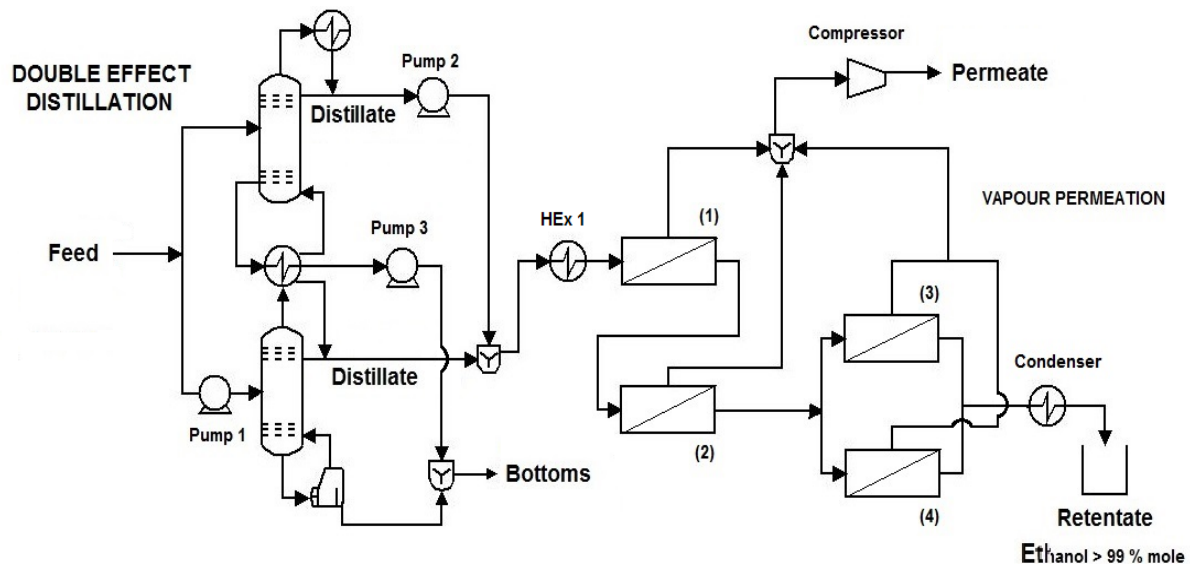 DOUBLE EFFECT
DISTILLATION
Pump 2
Distillate
Compressor
Permeate
VAPOUR PERMEATION
Feed
Pump 3
HEx 1
(1)
(2)
(3)
(4)
Distillate
Pump 1
Bottoms
Condenser
Retentate
Ethanol > 99 % mole